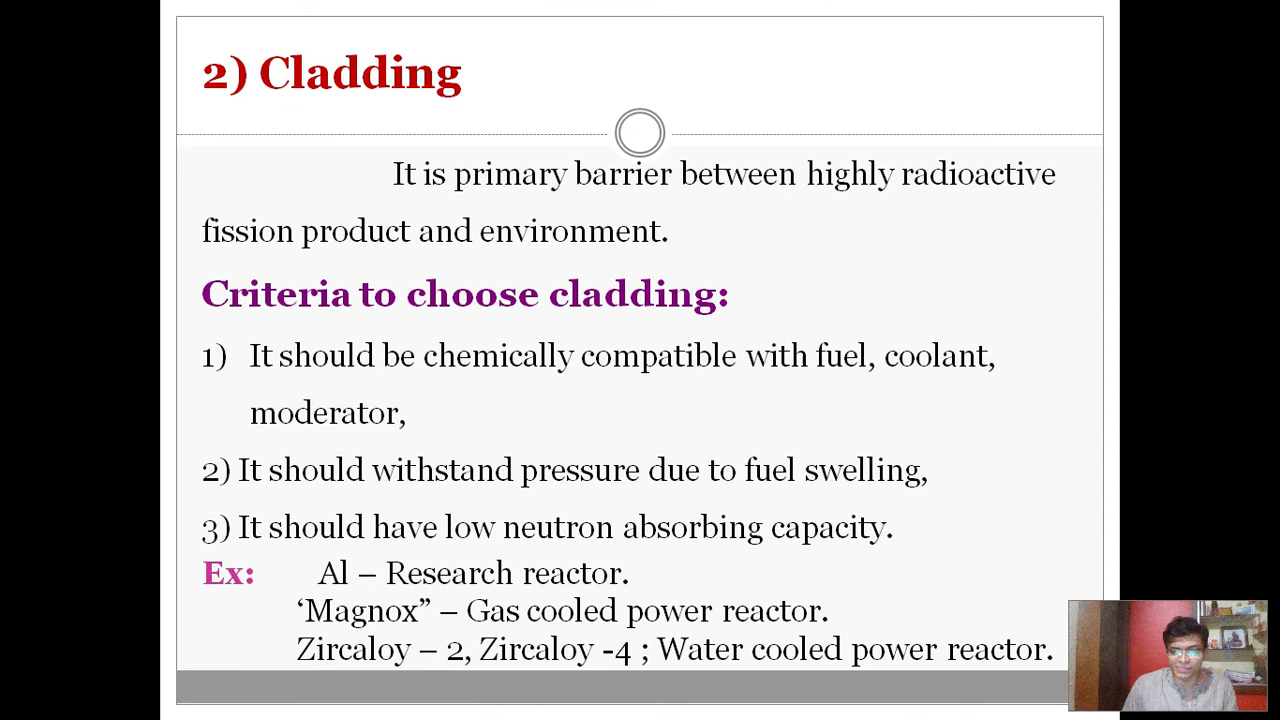 2) Cladding
It is primary barrier between highly radioactive
fission product and environment.
Criteria to choose cladding:
1) It should be chemically compatible with fuel, coolant,
moderator,
2) It should withstand pressure due to fuel swelling,
3) It should have low neutron absorbing capacity.
Ex: Al – Research reactor.
‘Magnox” – Gas cooled power reactor.
Zircaloy – 2, Zircaloy -4 ; Water cooled power reactor.